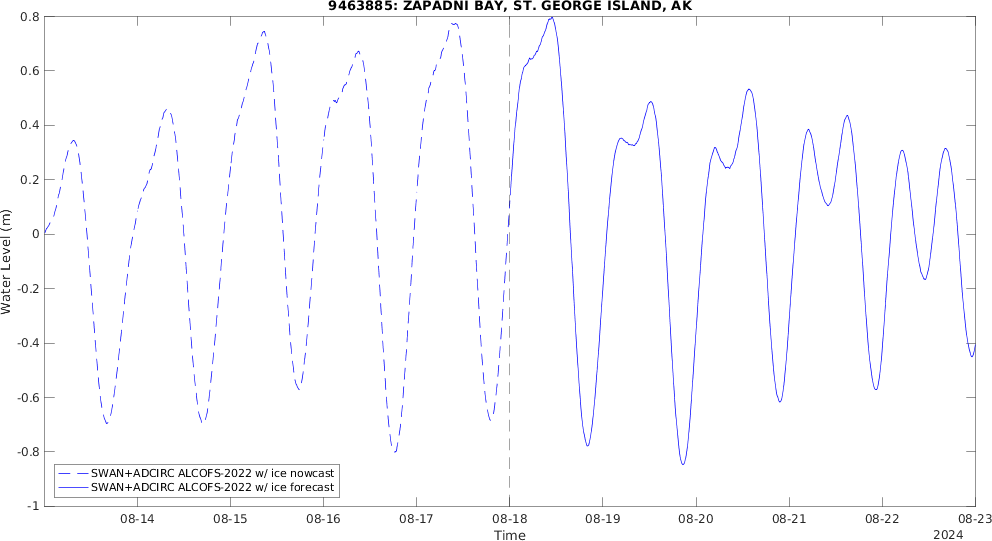 9463885: ZAPADNI BAY, ST. GEORGE ISLAND, AK
0.8
0.6
0.4
0.2
0
-0.2
-0.4
-0.6
-0.8
-1
Water Level (m)
SWAN+ADCIRC ALCOFS-2022 w/ ice nowcast
SWAN+ADCIRC ALCOFS-2022 w/ ice forecast
08-14 08-15 08-16 08-17 08-18 08-19 08-20 08-21 08-22 08-23
Time
2024